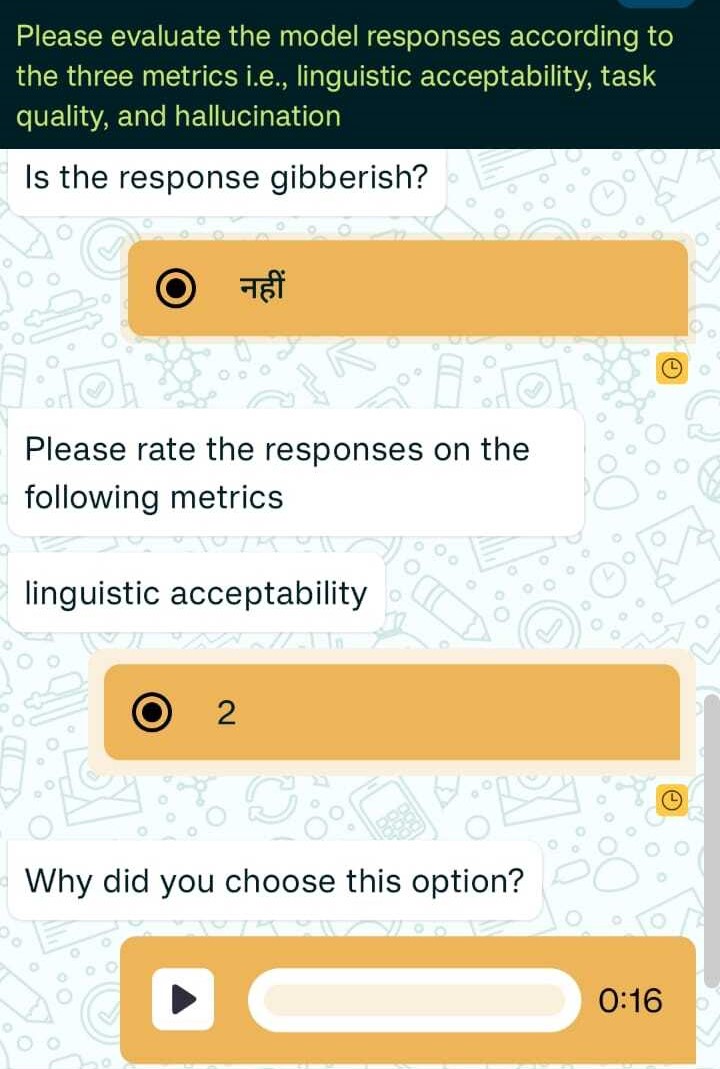 Please evaluate the model responses according to
the three metrics i.e., linguistic acceptability, task
quality, and hallucination
Is the response gibberish?
नहीं
Please rate the responses on the
following metrics
linguistic acceptability
2
Why did you choose this option?
0:16